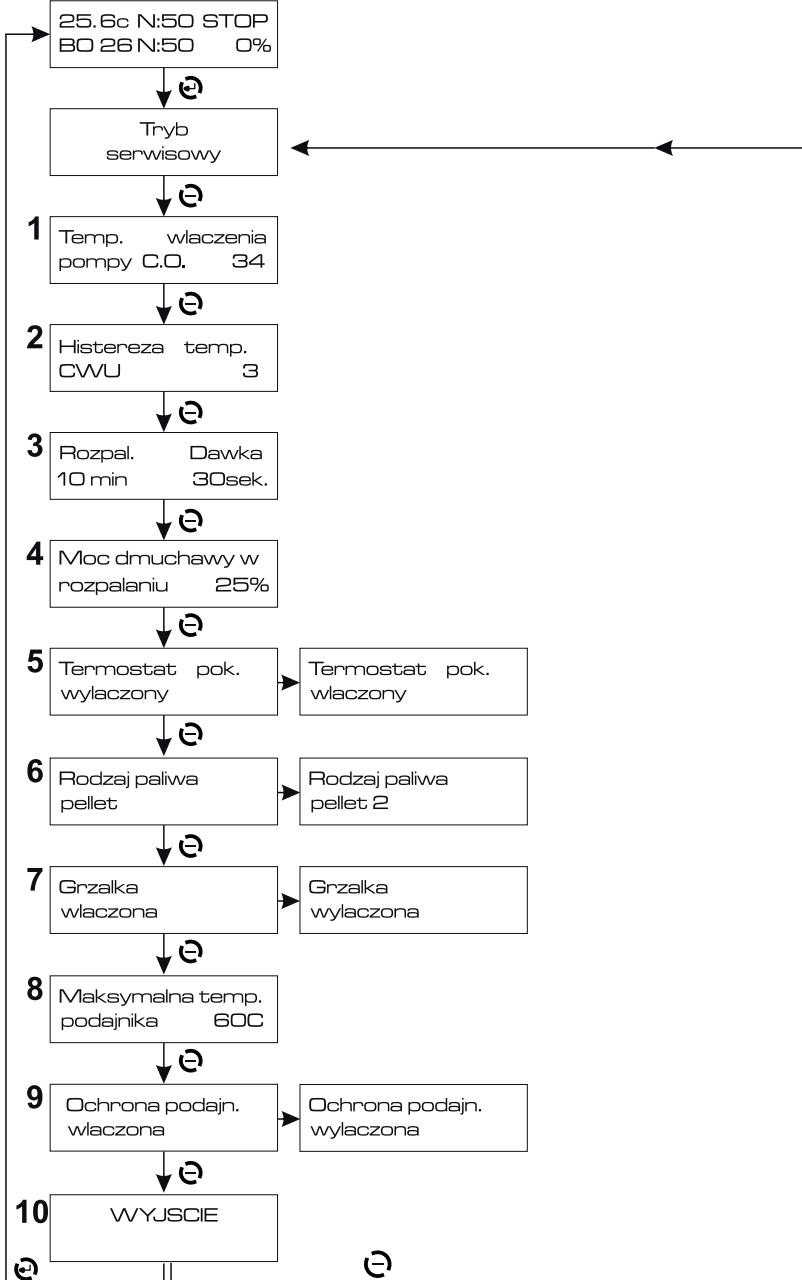 25.6c N:50 STOP
BO 26 N:50 0%
Tryb
serwisowy
1
Temp. wlaczenia
pompy C.O. 34
2
Histereza temp.
CWU 3
3
Rozpal. Dawka
10 min 30sek.
4
Moc dmuchawy w
rozpalaniu 25%
5
Termostat pok.
wylaczony
Termostat pok.
wlaczony
6
Rodzaj paliwa
pellet
Rodzaj paliwa
pellet 2
7
Grzalka
wlaczona
Grzalka
wylaczona
8
Maksymalna temp.
podajnika 60C
9
Ochrona podajn.
wlaczona
Ochrona podajn.
wylaczona
10
WYJSCIE